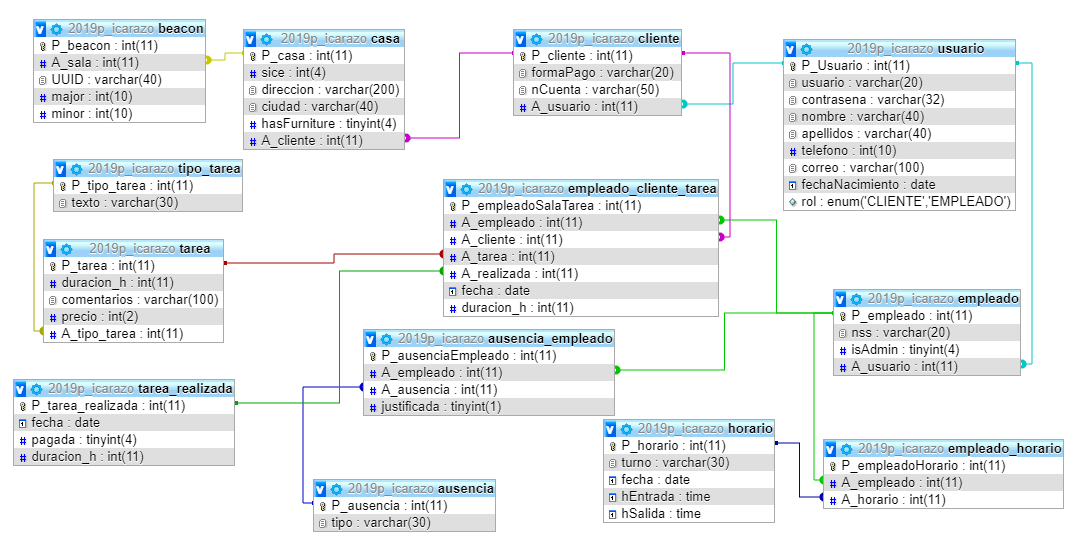 2019p_icarazo beacon
P_beacon : int(11)
A_sala : int(11)
UUID : varchar(40)
major : int(10)
minor : int(10)
2019p_icarazo casa
P_casa : int(11)
sice : int(4)
direccion : varchar(200)
ciudad : varchar(40)
hasFurniture : tinyint(4)
A_cliente : int(11)
2019p_icarazo cliente
P_cliente : int(11)
formaPago : varchar(20)
nCuenta : varchar(50)
A_usuario : int(11)
2019p_icarazo usuario
P_Usuario : int(11)
usuario : varchar(20)
contrasena : varchar(32)
nombre : varchar(40)
apellidos : varchar(40)
telefono : int(10)
correo : varchar(100)
fechaNacimiento : date
rol : enum('CLIENTE','EMPLEADO')
2019p_icarazo tipo_tarea
P_tipo_tarea : int(11)
texto : varchar(30)
2019p_icarazo empleado_cliente_tarea
P_empleadoSalaTarea : int(11)
A_empleado : int(11)
A_cliente : int(11)
A_tarea : int(11)
A_realizada : int(11)
fecha : date
duracion_h : int(11)
2019p_icarazo tarea
P_tarea : int(11)
duracion_h : int(11)
comentarios : varchar(100)
precio : int(2)
A_tipo_tarea : int(11)
2019p_icarazo empleado
P_empleado : int(11)
nss : varchar(20)
isAdmin : tinyint(4)
A_usuario : int(11)
2019p_icarazo ausencia_empleado
P_ausenciaEmpleado : int(11)
A_empleado : int(11)
A_ausencia : int(11)
justificada : tinyint(1)
2019p_icarazo tarea_realizada
P_tarea_realizada : int(11)
fecha : date
pagada : tinyint(4)
duracion_h : int(11)
2019p_icarazo horario
P_horario : int(11)
turno : varchar(30)
fecha : date
hEntrada : time
hSalida : time
2019p_icarazo empleado_horario
P_empleadoHorario : int(11)
A_empleado : int(11)
A_horario : int(11)
2019p_icarazo ausencia
P_ausencia : int(11)
tipo : varchar(30)